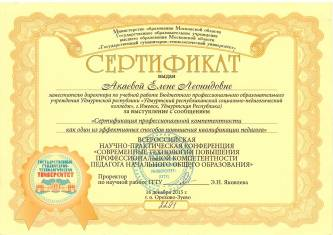 Министерство образования Московской области
Государственное образовательное учреждение
высшего образования Московской области
«Государственный гуманитарно-технологический университет»
СЕРТИФИКАТ
выдан
Акаевой Елене Леонидовне
заместителю директора по учебной работе Бюджетного профессионального образовательного
учреждения Удмуртской республики «Удмуртский республиканский социально-педагогический
колледж», г.Ижевск, Удмуртская Республика)
за выступление с сообщением
«Сертификация профессиональной компетентности
как один из эффективных способов повышения квалификации педагога»
ВСЕРОССИЙСКАЯ
НАУЧНО-ПРАКТИЧЕСКАЯ КОНФЕРЕНЦИЯ
«СОВРЕМЕННЫЕ ТЕХНОЛОГИИ ПОВЫШЕНИЯ
ПРОФЕССИОНАЛЬНОЙ КОМПЕТЕНТНОСТИ
ПЕДАГОГА НАЧАЛЬНОГО ОБЩЕГО ОБРАЗОВАНИЯ»
Проректор
по научной работе ГГТУ
Э.Н. Яковлева
16 декабря 2015 г.
г. о. Орехово-Зуево
ГОСУДАРСТВЕННЫЙ
ГУМАНИТАРНО-
ТЕХНОЛОГИЧЕСКИЙ
УНИВЕРСИТЕТ